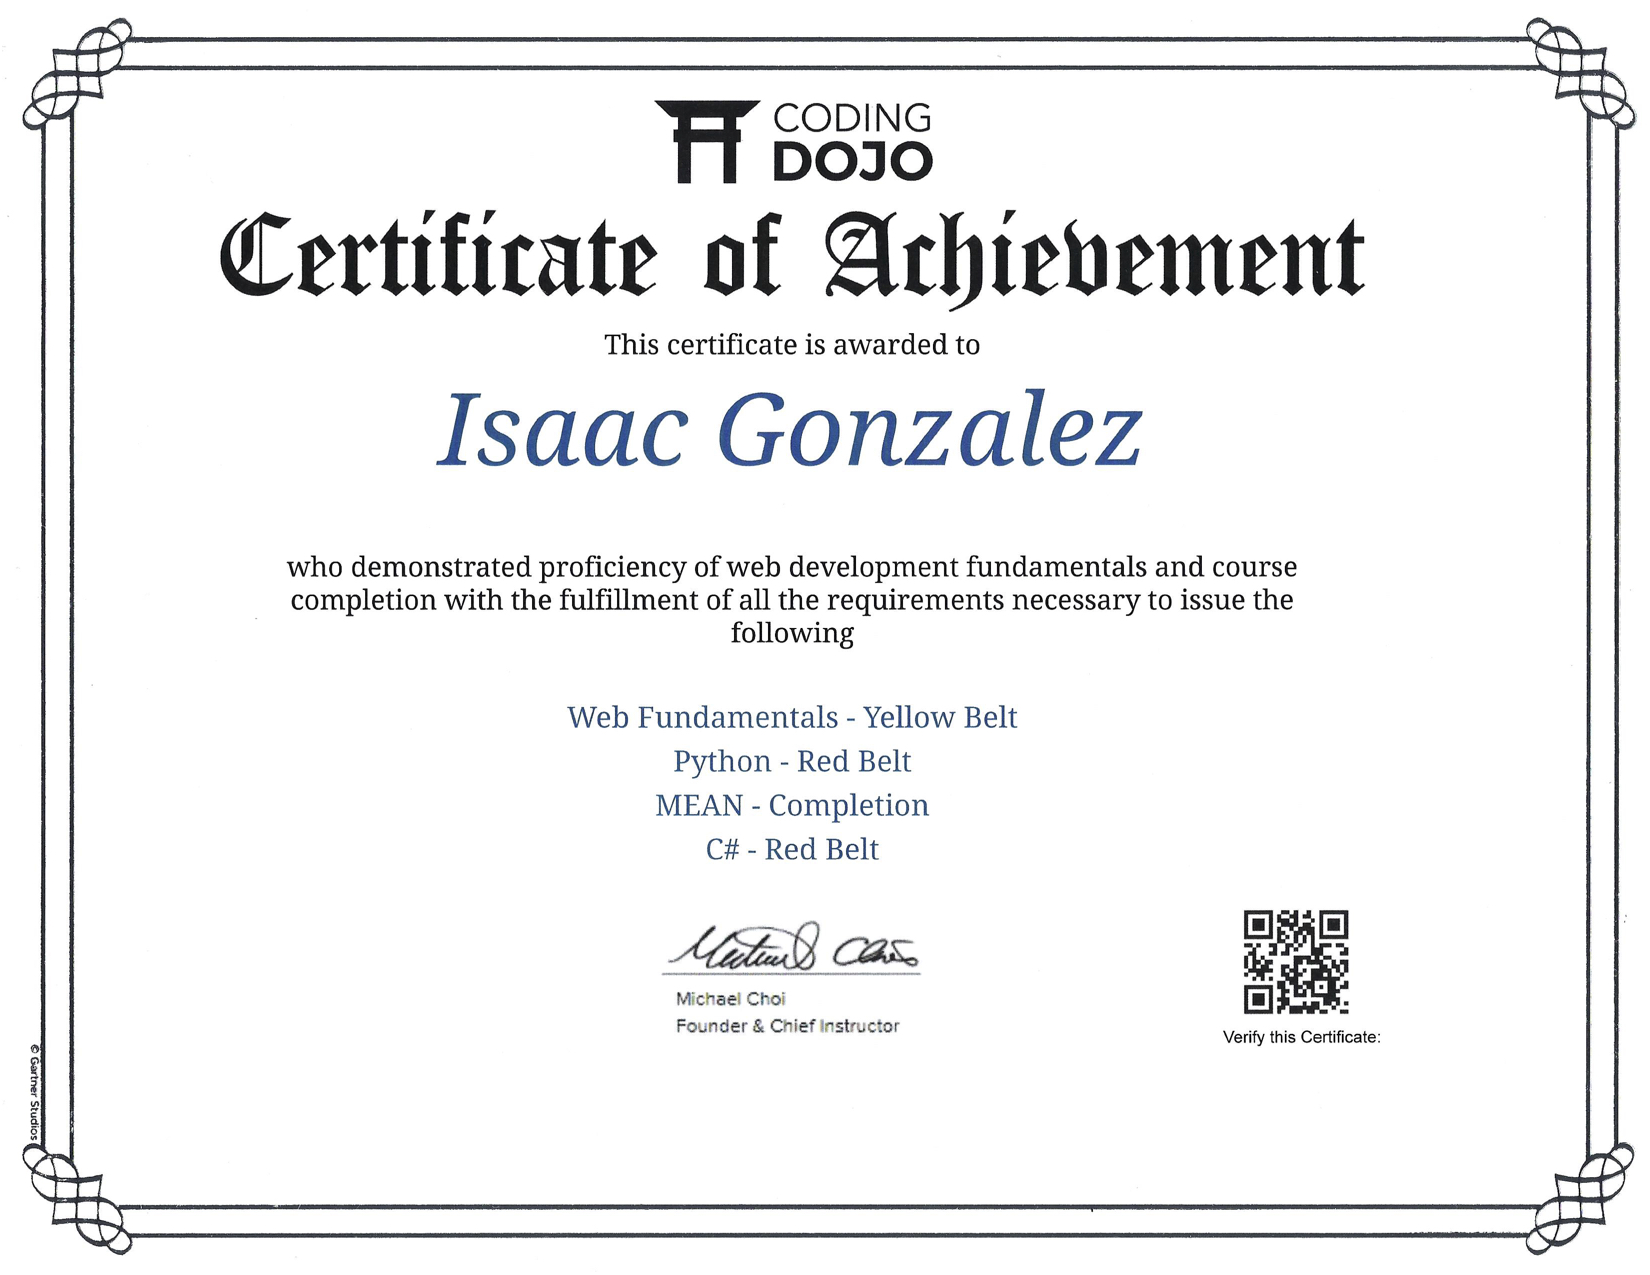 CODING
DOJO
Certificate of Achievement
This certificate is awarded to
Isaac Gonzalez
who demonstrated proficiency of web development fundamentals and course
completion with the fulfillment of all the requirements necessary to issue the
following
Web Fundamentals - Yellow Belt
Python - Red Belt
MEAN - Completion
C# - Red Belt
Michael Choi
Michael Choi
Founder & Chief Instructor
Verify this Certificate:
© Gartner Studios